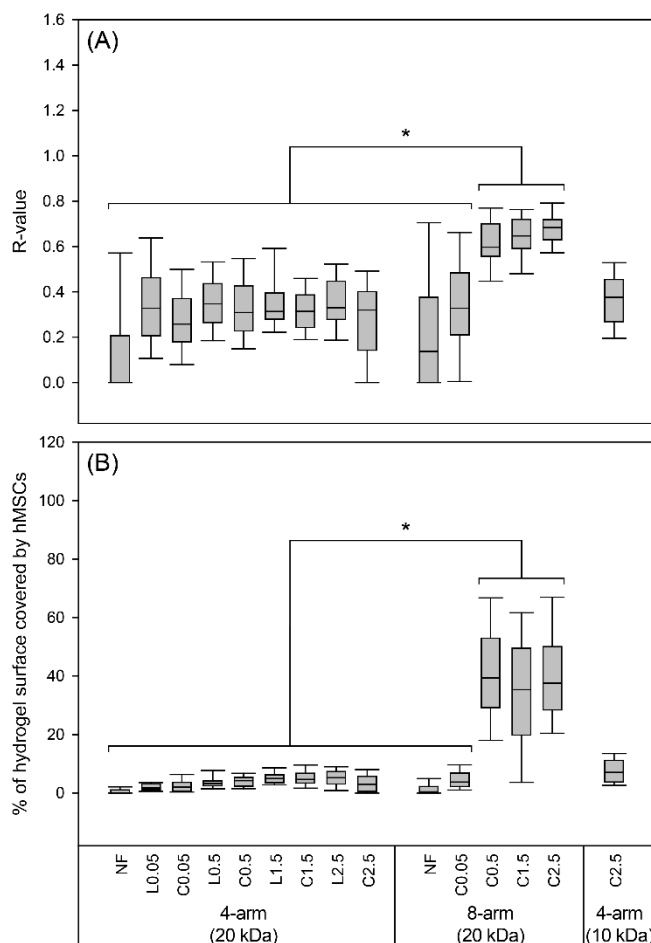 (A)
R-value
1.6
1.4
1.2
1.0
0.8
0.6
0.4
0.2
0.0
*
(B)
% of hydrogel surface covered by hMSCs
120
100
80
60
40
20
0
*
NF
L0.05
C0.05
L0.5
C0.5
L1.5
C1.5
L2.5
C2.5
NF
C0.05
C0.5
C1.5
C2.5
C2.5
4-arm
(20 kDa)
8-arm
(20 kDa)
4-arm
(10 kDa)